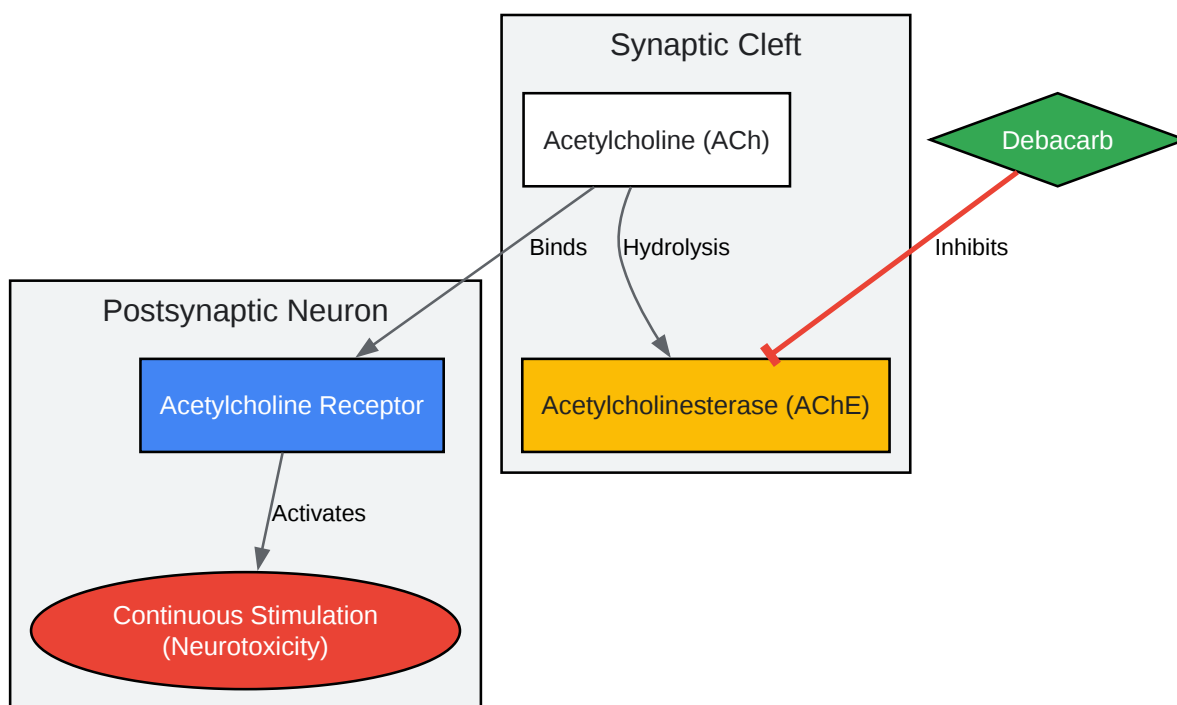 Synaptic Cleft
Acetylcholine (ACh)
Debacarb
Binds
Hydrolysis
Inhibits
Postsynaptic Neuron
Acetylcholine Receptor
Acetylcholinesterase (AChE)
Activates
Continuous Stimulation
(Neurotoxicity)